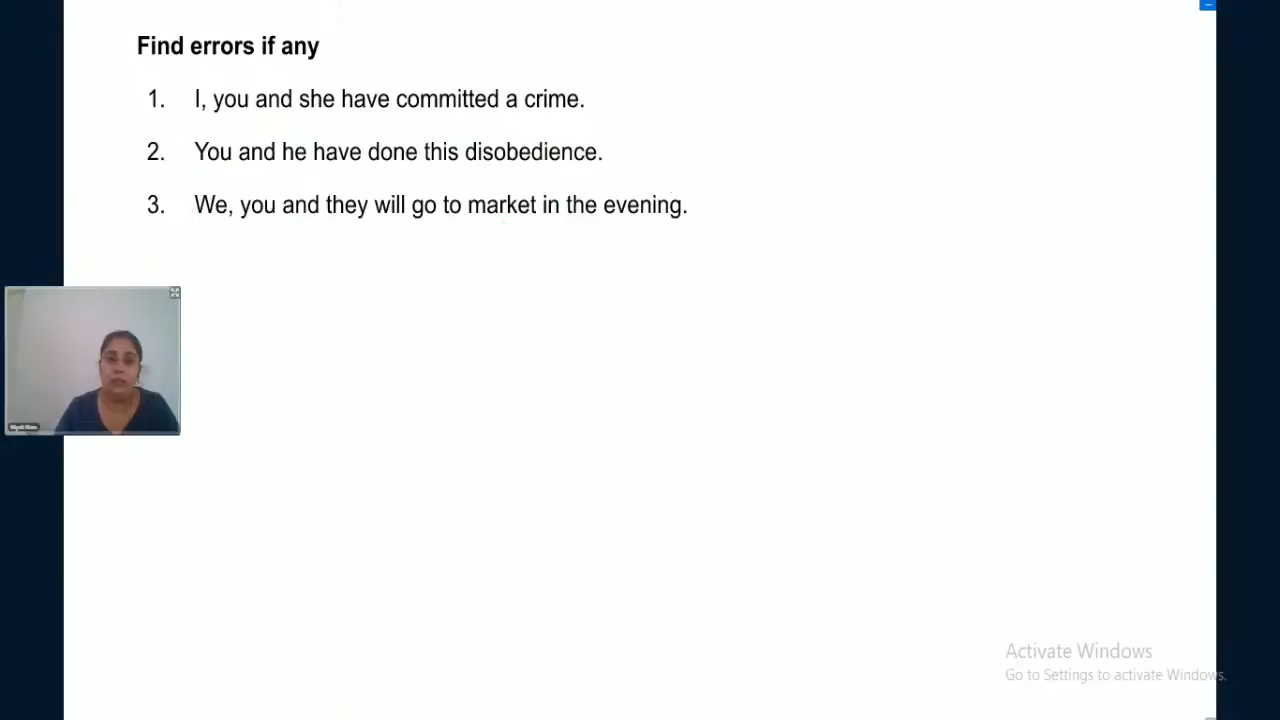 Find errors if any
1. I, you and she have committed a crime.
2. You and he have done this disobedience.
3. We, you and they will go to market in the evening.
Activate Windows
Go to Settings to activate Windows.